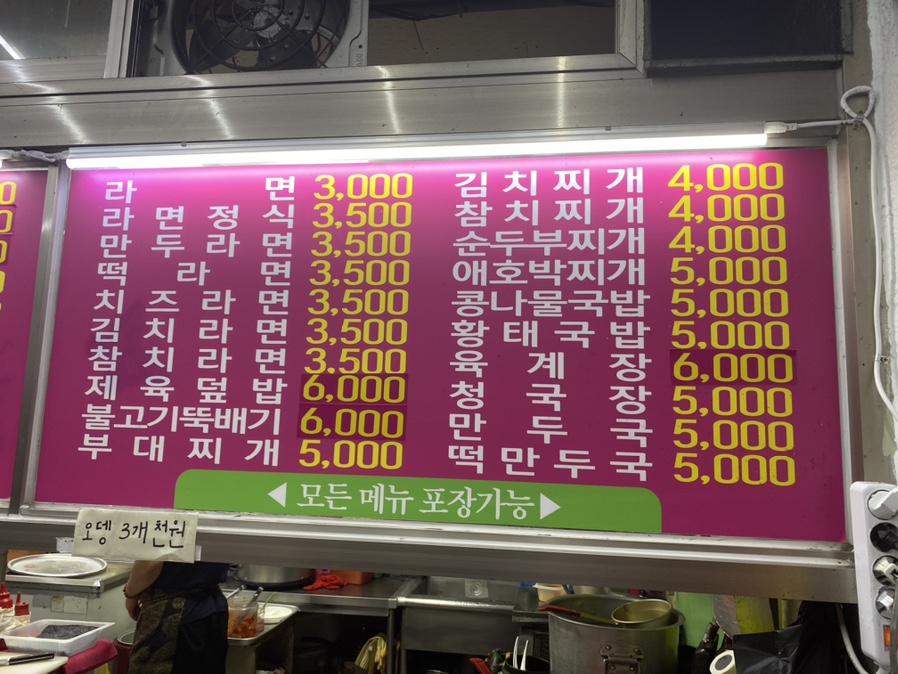 라면 3,000
라면정식 3,500
만두라면 3,500
떡라면 3,500
치즈라면 3,500
김치라면 3,500
참치라면 3,500
제육덮밥 6,000
불고기뚝배기 6,000
부대찌개 5,000
김치찌개 4,000
참치찌개 4,000
순두부찌개 4,000
애호박찌개 5,000
콩나물국밥 5,000
황태국밥 5,000
육계장 6,000
청국장 5,000
만두국 5,000
떡만두국 5,000
◀ 모든 메뉴 포장가능 ▶
오뎅 3개 천원